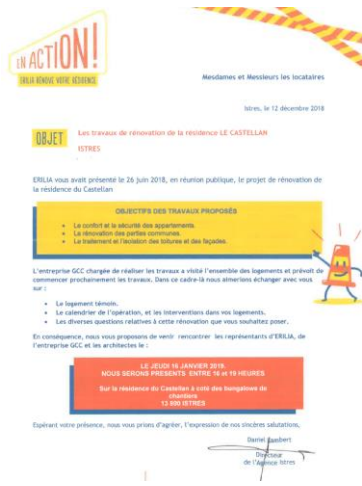 EN ACTION!
ERILIA RÉNOVE VOTRE RÉSIDENCE
Mesdames et Messieurs les locataires
Istres, le 12 décembre 2018
OBJET
Les travaux de rénovation de la résidence LE CASTELLAN
ISTRES
ERILIA vous avait présenté le 26 juin 2018, en réunion publique, le projet de rénovation de
la résidence du Castellan
OBJECTIFS DES TRAVAUX PROPOSÉS
• Le confort et la sécurité des appartements.
• La rénovation des parties communes.
• Le traitement et l'isolation des toitures et des façades.
L'entreprise GCC chargée de réaliser les travaux a visité l'ensemble des logements et prévoit de
commencer prochainement les travaux. Dans ce cadre-là nous aimerions échanger avec vous
sur :
• Le logement témoin.
• Le calendrier de l'opération, et les interventions dans vos logements.
• Les diverses questions relatives à cette rénovation que vous souhaitez poser.
En conséquence, nous vous proposons de venir rencontrer les représentants d'ERILIA, de
l'entreprise GCC et les architectes le :
LE JEUDI 16 JANVIER 2019.
NOUS SERONS PRESENTS ENTRE 16 et 19 HEURES
Sur la résidence du Castellan à coté des bungalows de
chantiers
13 800 ISTRES
Espérant votre présence, nous vous prions d'agréer, l'expression de nos sincères salutations,
Daniel
Directeur
de l'Agence Istres